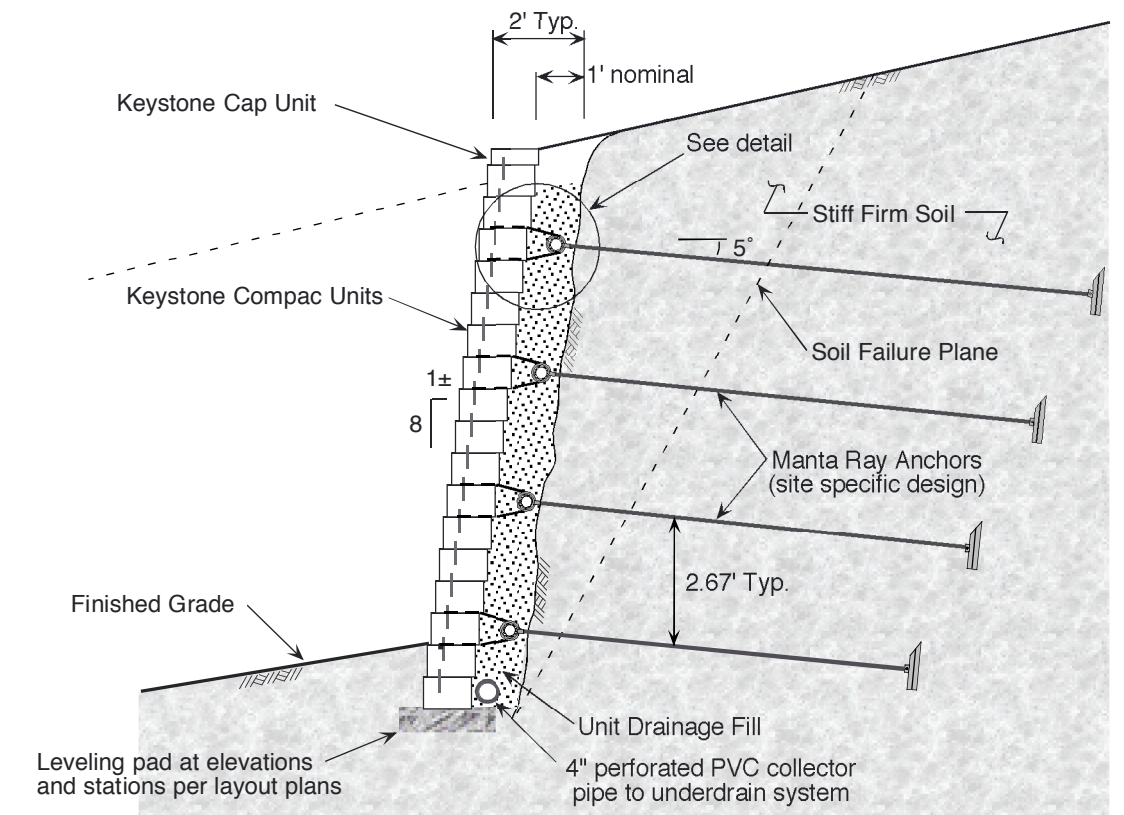 2' Typ.
1' nominal
Keystone Cap Unit
See detail
Stiff Firm Soil
5°
Keystone Compac Units
Soil Failure Plane
1±
8
Manta Ray Anchors
(site specific design)
2.67' Typ.
Finished Grade
Unit Drainage Fill
Leveling pad at elevations
and stations per layout plans
4" perforated PVC collector
pipe to underdrain system